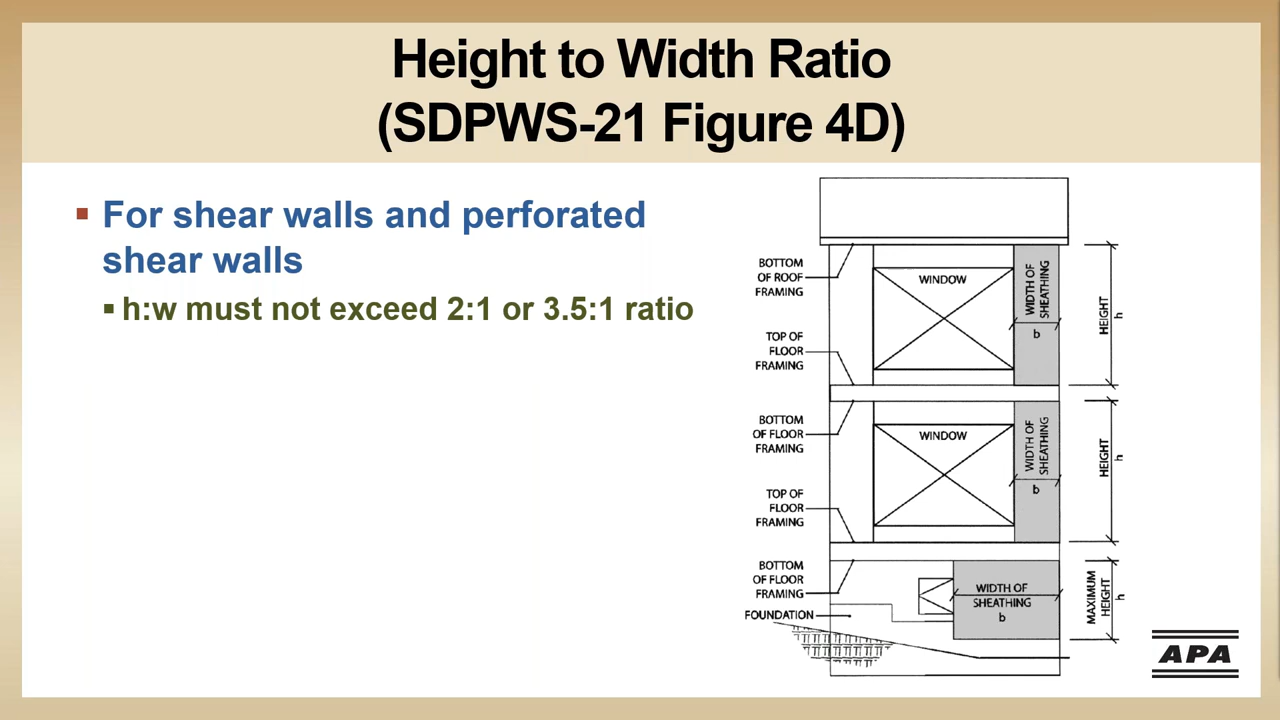 Height to Width Ratio
(SDPWS-21 Figure 4D)
▪ For shear walls and perforated
shear walls
▪ h:w must not exceed 2:1 or 3.5:1 ratio
BOTTOM
OF ROOF
FRAMING
WINDOW
WIDTH OF
SHEATHING
b
HEIGHT
h
TOP OF
FLOOR
FRAMING
BOTTOM
OF FLOOR
FRAMING
WINDOW
WIDTH OF
SHEATHING
b
HEIGHT
h
TOP OF
FLOOR
FRAMING
BOTTOM
OF FLOOR
FRAMING
WIDTH OF
SHEATHING
b
MAXIMUM
HEIGHT
h
FOUNDATION
APA